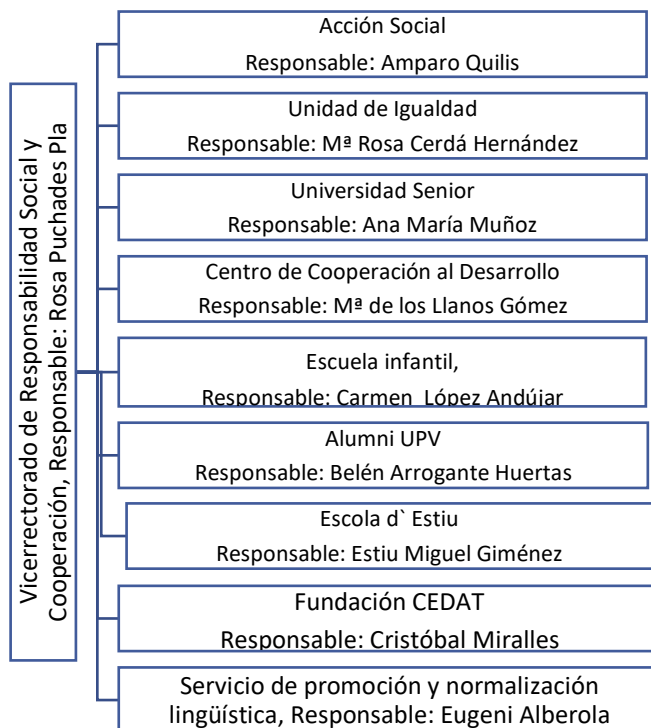 Vicerrectorado de Responsabilidad Social y
Cooperación, Responsable: Rosa Puchades Pla
Acción Social
Responsable: Amparo Quilis
Unidad de Igualdad
Responsable: Mª Rosa Cerdá Hernández
Universidad Senior
Responsable: Ana María Muñoz
Centro de Cooperación al Desarrollo
Responsable: Mª de los Llanos Gómez
Escuela infantil,
Responsable: Carmen López Andújar
Alumni UPV
Responsable: Belén Arrogante Huertas
Escola d` Estiu
Responsable: Estiu Miguel Giménez
Fundación CEDAT
Responsable: Cristóbal Miralles
Servicio de promoción y normalización
lingüística, Responsable: Eugeni Alberola